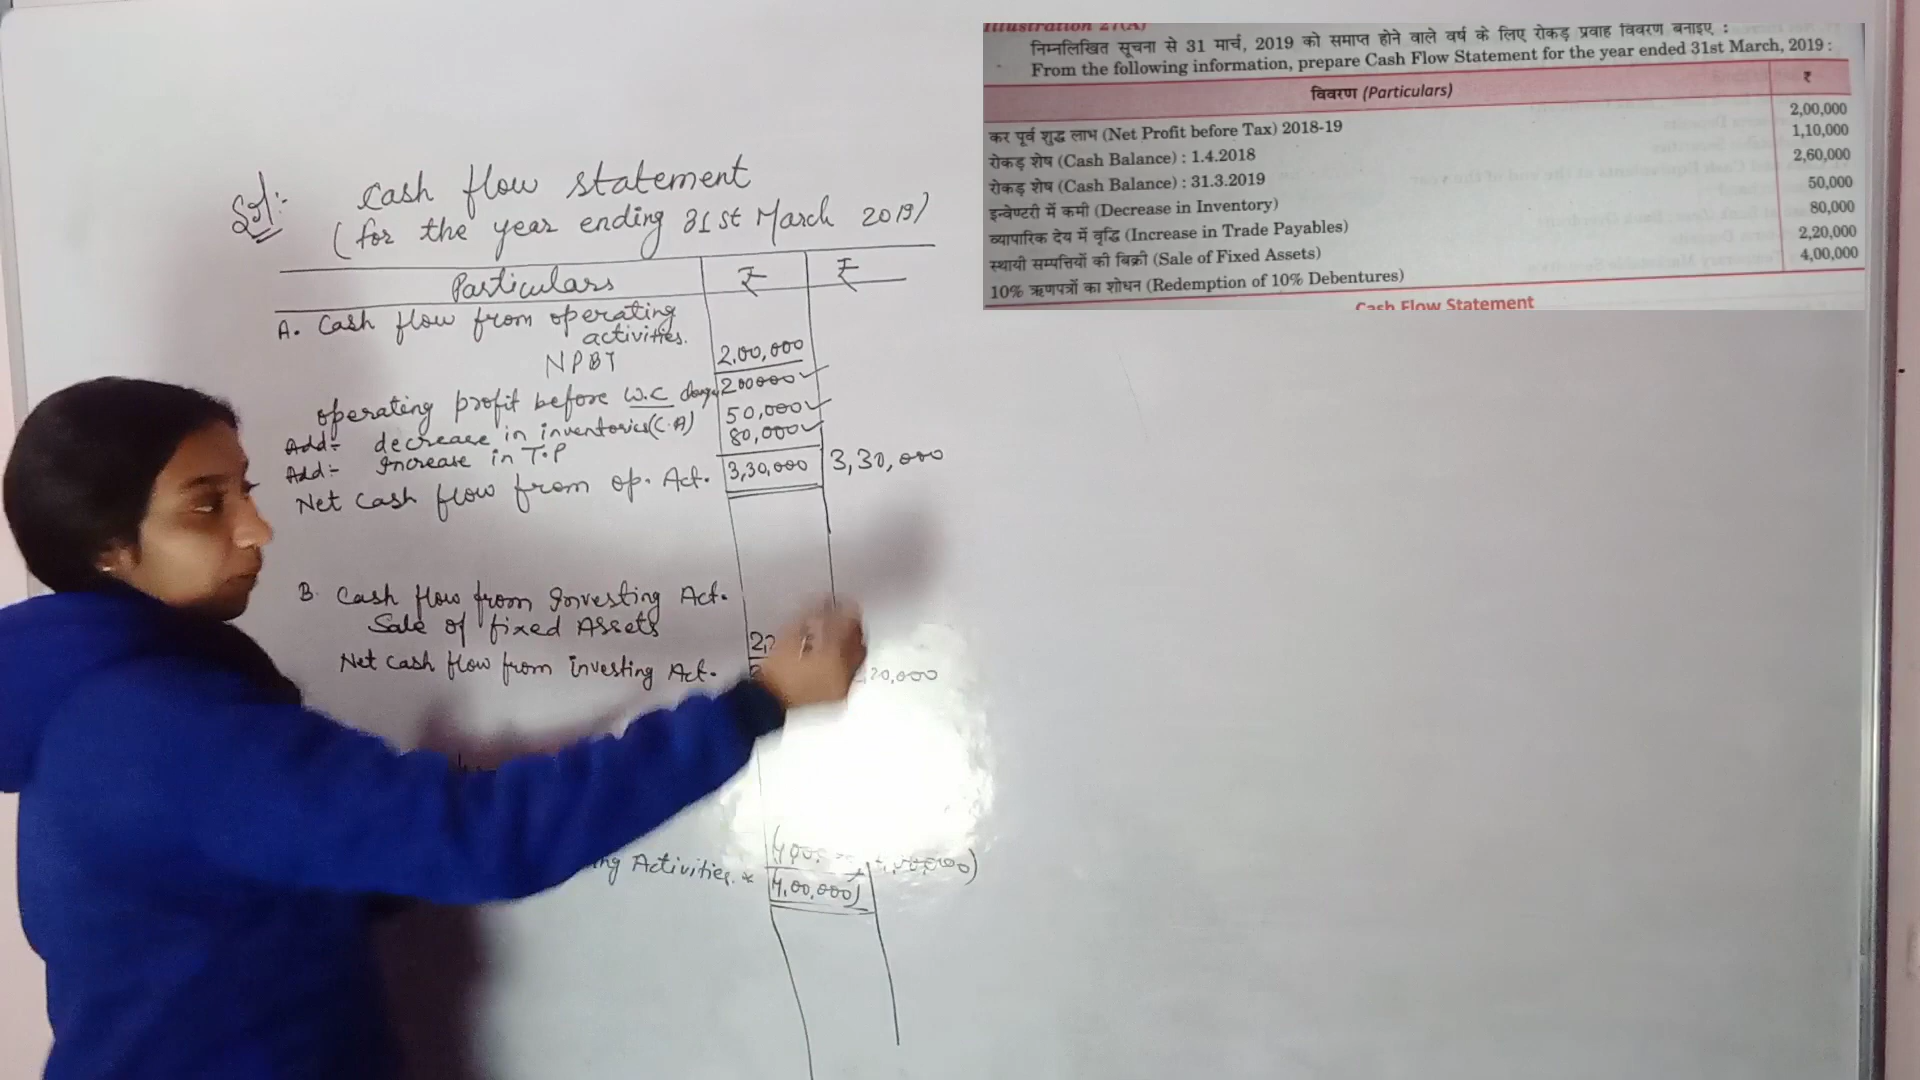 Illustration 27(A)
निम्नलिखित सूचना से 31 मार्च, 2019 को समाप्त होने वाले वर्ष के लिए रोकड़ प्रवाह विवरण बनाइए :
From the following information, prepare Cash Flow Statement for the year ended 31st March, 2019 :
विवरण (Particulars) ₹
कर पूर्व शुद्ध लाभ (Net Profit before Tax) 2018-19 2,00,000
रोकड़ शेष (Cash Balance) : 1.4.2018 1,10,000
रोकड़ शेष (Cash Balance) : 31.3.2019 2,60,000
इन्वेण्टरी में कमी (Decrease in Inventory) 50,000
व्यापारिक देय में वृद्धि (Increase in Trade Payables) 80,000
स्थायी सम्पत्तियों की बिक्री (Sale of Fixed Assets) 2,20,000
10% ऋणपत्रों का शोधन (Redemption of 10% Debentures) 4,00,000
Cash Flow Statement
Sol:-
Cash flow statement
(for the year ending 31st March 2019)
Particulars ₹ ₹
A. Cash flow from operating
activities.
NPBT 2,00,000
operating profit before W.C 200000
Add:- decrease in inventories (C.A) 50,000
Add:- Increase in T.P 80,000
Net Cash flow from op. Act. 3,30,000 3,30,000
B. Cash flow from Investing Act.
Sale of fixed Assets
Net cash flow from investing Act. 20,000
Activities. (4,00,000)